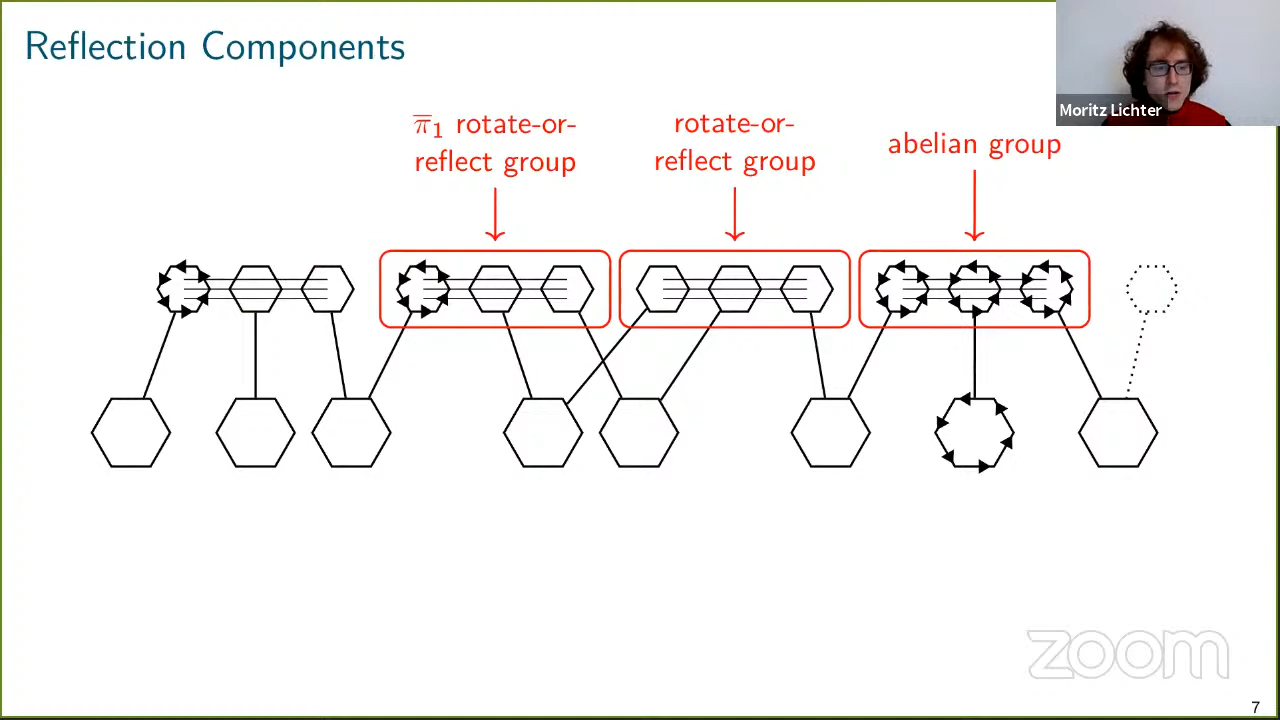 Reflection Components
Moritz Lichter
π̅₁ rotate-or-
reflect group
rotate-or-
reflect group
abelian group
zoom
7